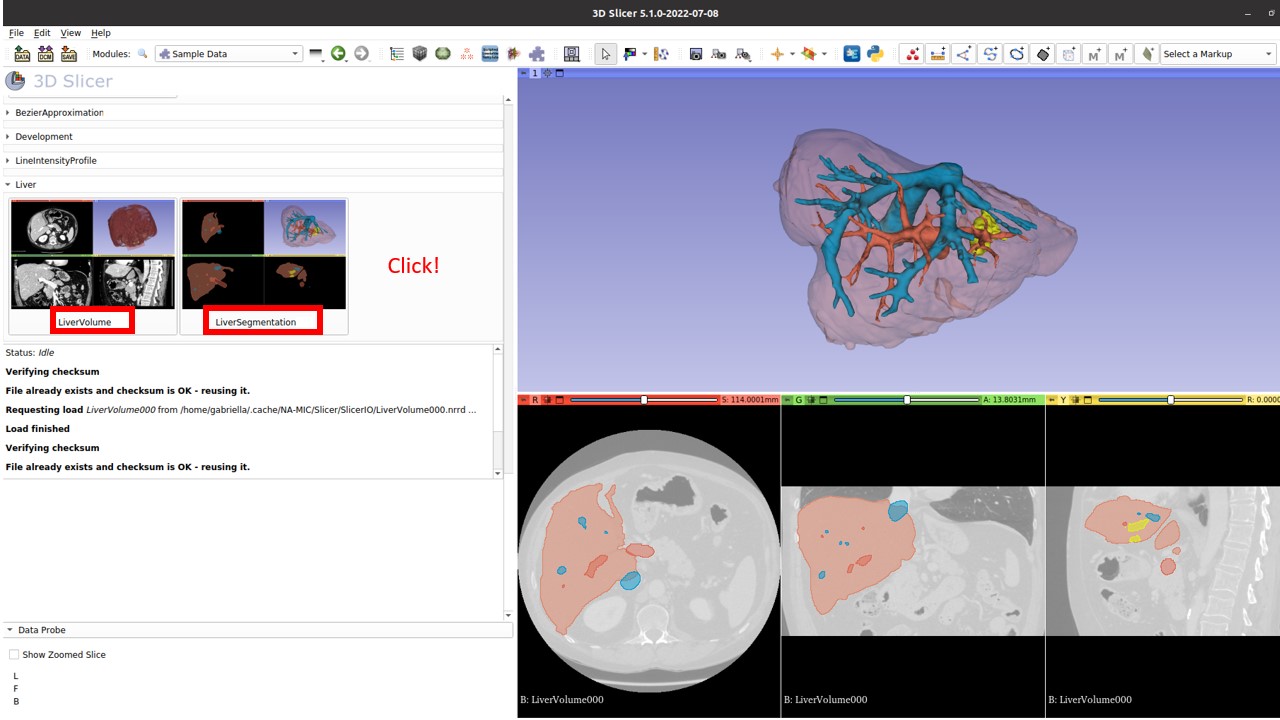 3D Slicer 5.1.0-2022-07-08
File Edit View Help
DATA DCM SAVE Modules: Sample Data Select a Markup
3D Slicer
BezierApproximation
Development
LineIntensityProfile
Liver
Click!
LiverVolume LiverSegmentation
Status: Idle
Verifying checksum
File already exists and checksum is OK - reusing it.
Requesting load LiverVolume000 from /home/gabriella/.cache/NA-MIC/Slicer/SlicerIO/LiverVolume000.nrrd ...
Load finished
Verifying checksum
File already exists and checksum is OK - reusing it.
Data Probe
Show Zoomed Slice
L
F
B
1
R S: 114.0001mm
G A: 13.8031mm
Y R: 0.000
B: LiverVolume000
B: LiverVolume000
B: LiverVolume000